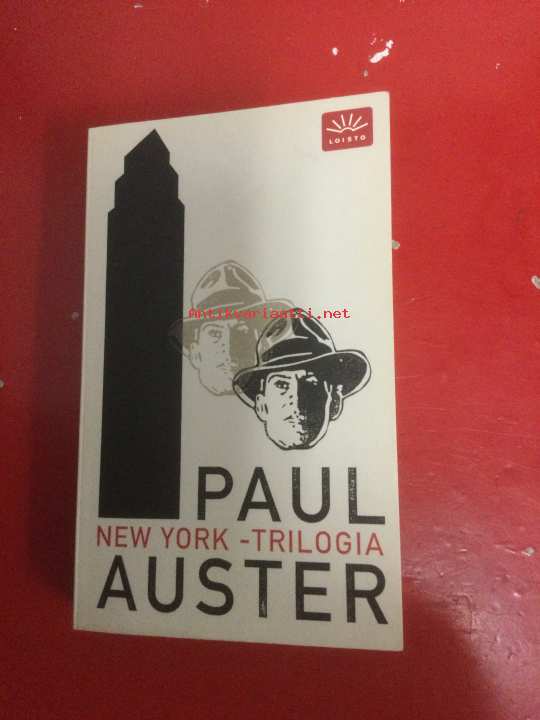 LOISTO
Antikvariaatti.net
PAUL
NEW YORK -TRILOGIA
AUSTER